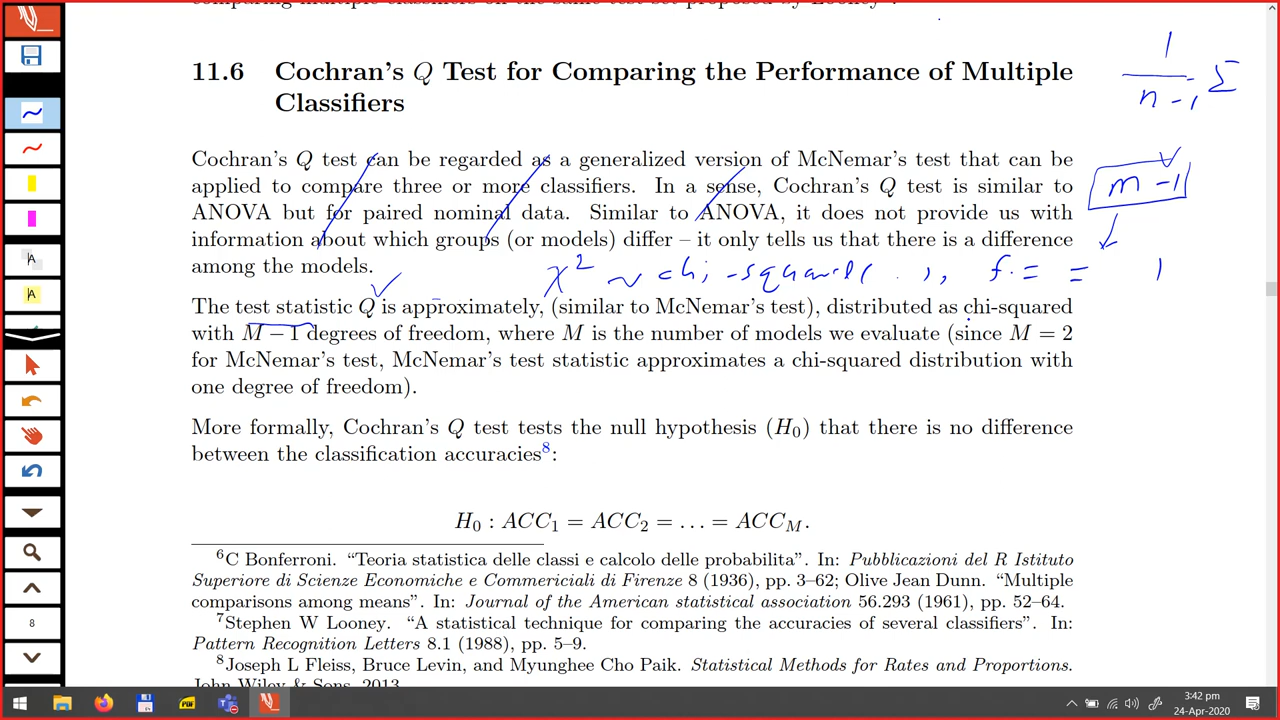 11.6 Cochran's Q Test for Comparing the Performance of Multiple
Classifiers
1
n-1 Σ
Cochran's Q test can be regarded as a generalized version of McNemar's test that can be
applied to compare three or more classifiers. In a sense, Cochran's Q test is similar to
m-1
ANOVA but for paired nominal data. Similar to ANOVA, it does not provide us with
information about which groups (or models) differ – it only tells us that there is a difference
among the models.
χ² ~ chi-squared( . ), f. = = 1
The test statistic Q is approximately, (similar to McNemar's test), distributed as chi-squared
with M − 1 degrees of freedom, where M is the number of models we evaluate (since M = 2
for McNemar's test, McNemar's test statistic approximates a chi-squared distribution with
one degree of freedom).
More formally, Cochran's Q test tests the null hypothesis (H₀) that there is no difference
between the classification accuracies⁸:
H₀ : ACC₁ = ACC₂ = . . . = ACC_M.
⁶C Bonferroni. “Teoria statistica delle classi e calcolo delle probabilita”. In: Pubblicazioni del R Istituto
Superiore di Scienze Economiche e Commericiali di Firenze 8 (1936), pp. 3–62; Olive Jean Dunn. “Multiple
comparisons among means”. In: Journal of the American statistical association 56.293 (1961), pp. 52–64.
⁷Stephen W Looney. “A statistical technique for comparing the accuracies of several classifiers”. In:
Pattern Recognition Letters 8.1 (1988), pp. 5–9.
⁸Joseph L Fleiss, Bruce Levin, and Myunghee Cho Paik. Statistical Methods for Rates and Proportions.
John Wiley & Sons, 2013.
A
A
8
PDF
3:42 pm
24-Apr-2020